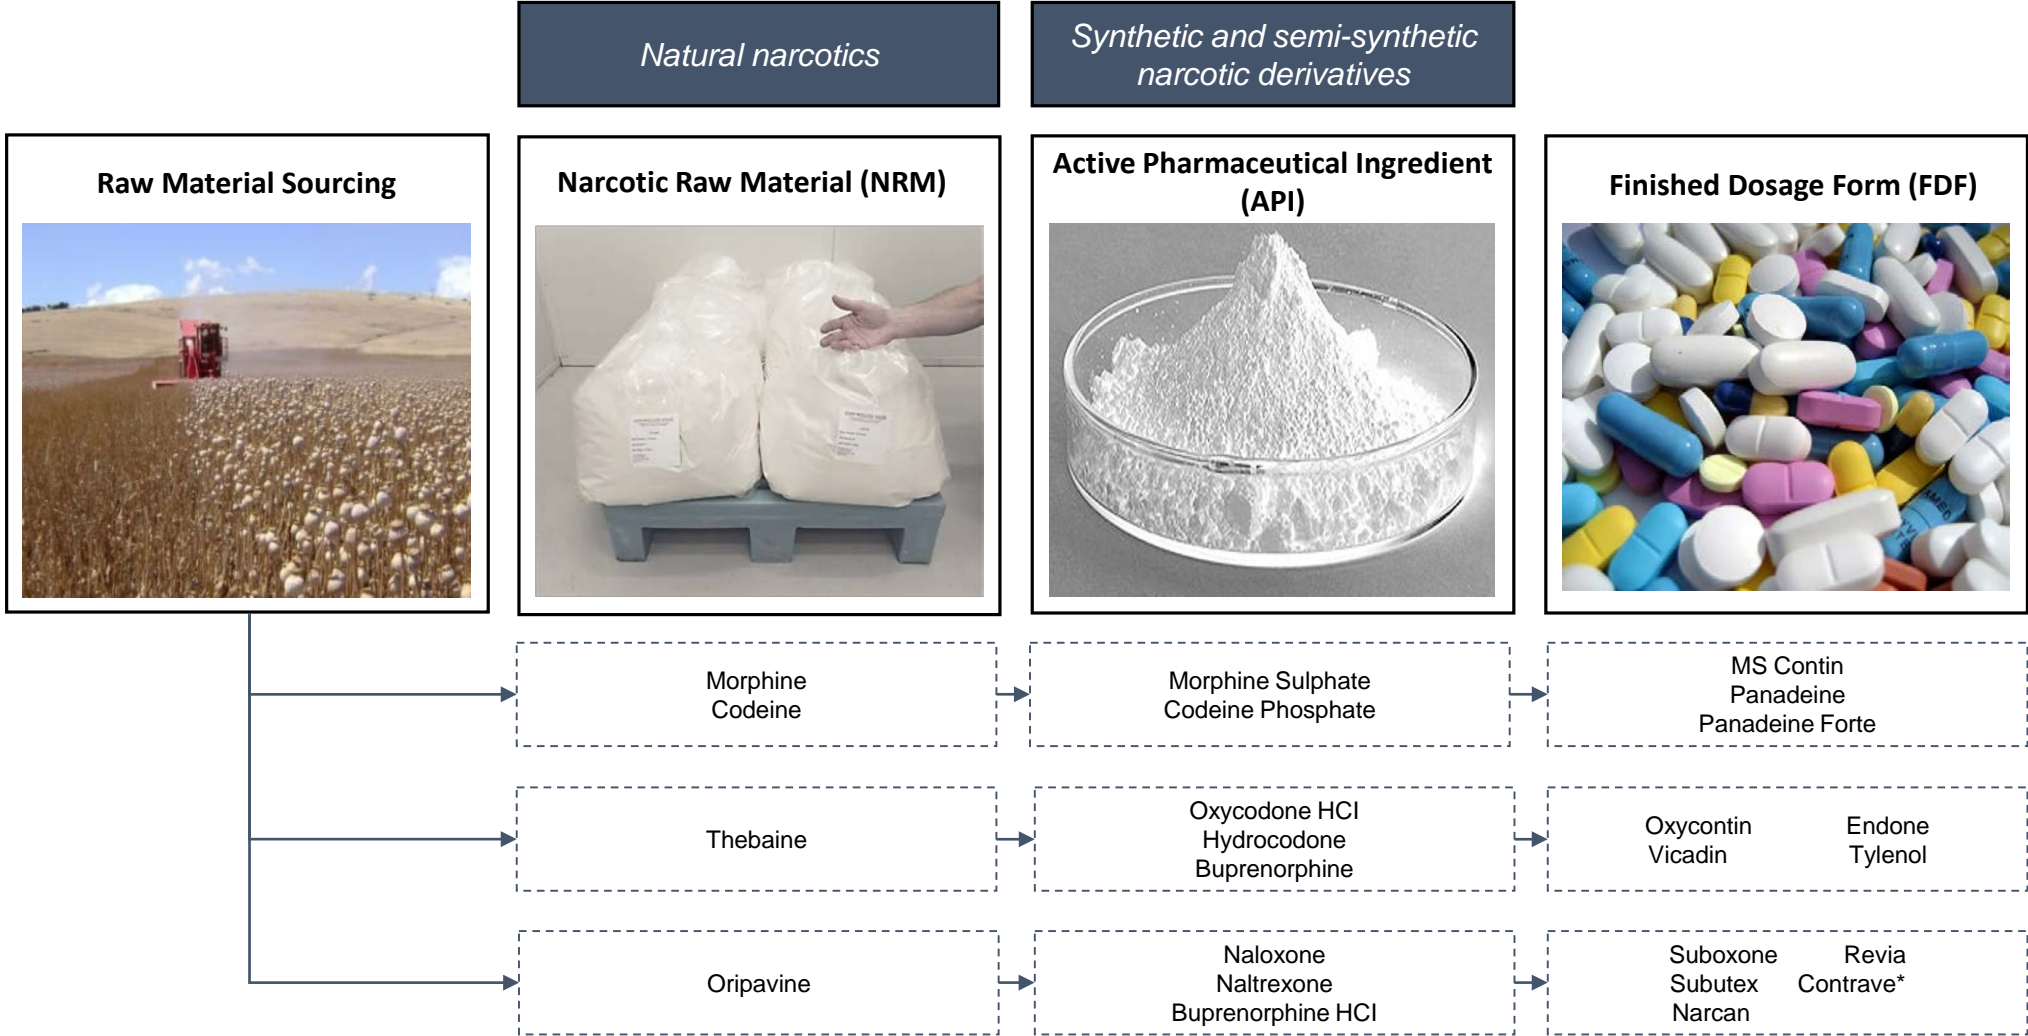 Natural narcotics
Synthetic and semi-synthetic
narcotic derivatives
Raw Material Sourcing
Narcotic Raw Material (NRM)
Active Pharmaceutical Ingredient
(API)
Finished Dosage Form (FDF)
Morphine
Codeine
Morphine Sulphate
Codeine Phosphate
MS Contin
Panadeine
Panadeine Forte
Thebaine
Oxycodone HCI
Hydrocodone
Buprenorphine
Oxycontin Endone
Vicadin Tylenol
Oripavine
Naloxone
Naltrexone
Buprenorphine HCI
Suboxone Revia
Subutex Contrave*
Narcan